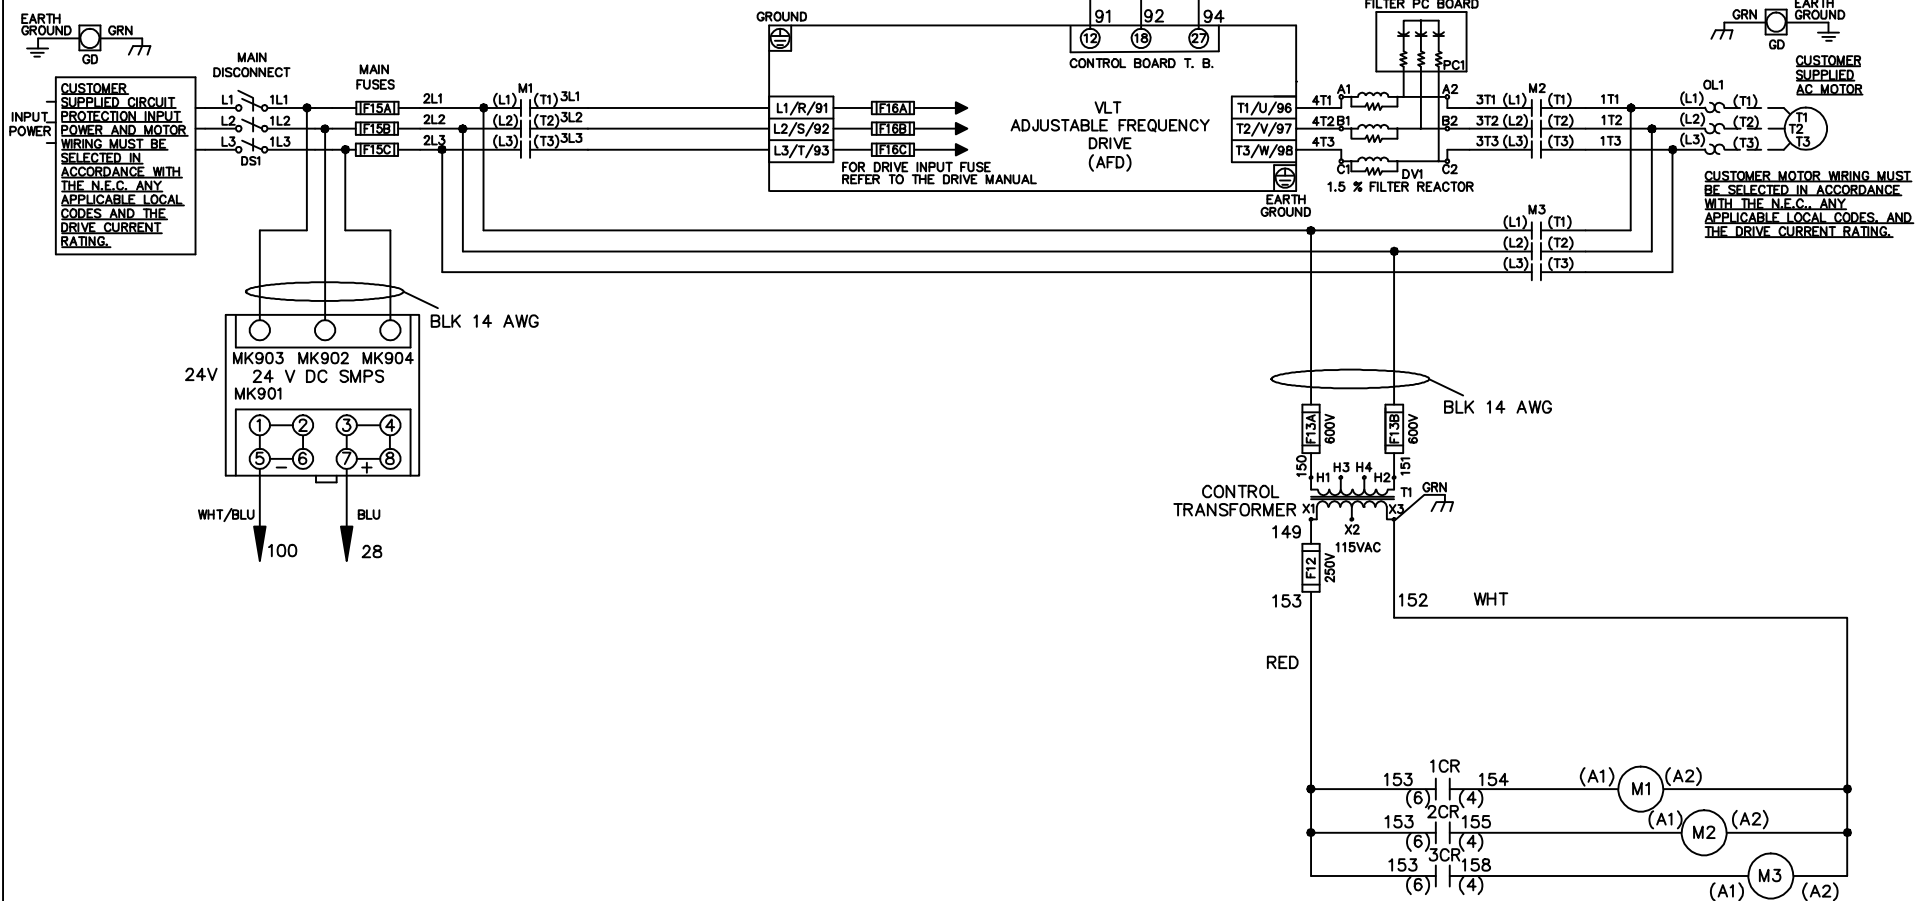 EARTH
GROUND
GRN
GD
GROUND
91
92
94
12
18
27
CONTROL BOARD T. B.
FILTER PC BOARD
PC1
GRN
EARTH
GROUND
GD
CUSTOMER
SUPPLIED
AC MOTOR
INPUT
POWER
CUSTOMER
SUPPLIED CIRCUIT
PROTECTION INPUT
POWER AND MOTOR
WIRING MUST BE
SELECTED IN
ACCORDANCE WITH
THE N.E.C. ANY
APPLICABLE LOCAL
CODES AND THE
DRIVE CURRENT
RATING.
MAIN
DISCONNECT
L1 1L1
L2 1L2
L3 1L3
DS1
MAIN
FUSES
F15A
F15B
F15C
2L1
2L2
2L3
M1
(L1) (T1) 3L1
(L2) (T2) 3L2
(L3) (T3) 3L3
L1/R/91
L2/S/92
L3/T/93
F16A
F16B
F16C
FOR DRIVE INPUT FUSE
REFER TO THE DRIVE MANUAL
VLT
ADJUSTABLE FREQUENCY
DRIVE
(AFD)
T1/U/96
T2/V/97
T3/W/98
EARTH
GROUND
4T1 A1 A2
4T2 B1 B2
4T3 C1 C2
DV1
1.5 % FILTER REACTOR
M2
3T1 (L1) (T1) 1T1
3T2 (L2) (T2) 1T2
3T3 (L3) (T3) 1T3
OL1
(L1) (T1)
(L2) (T2)
(L3) (T3)
T1
T2
T3
CUSTOMER MOTOR WIRING MUST
BE SELECTED IN ACCORDANCE
WITH THE N.E.C., ANY
APPLICABLE LOCAL CODES, AND
THE DRIVE CURRENT RATING.
M3
(L1) (T1)
(L2) (T2)
(L3) (T3)
BLK 14 AWG
MK903 MK902 MK904
24V
24 V DC SMPS
MK901
1 2 3 4
5 - 6 7 + 8
WHT/BLU
BLU
100
28
BLK 14 AWG
F13A
600V
F13B
600V
150
151
H1 H3 H4 H2
T1
GRN
CONTROL
TRANSFORMER
X1 X2 X3
149
115VAC
F12
250V
153
152
WHT
RED
1CR
153 154
(6) (4)
(A1) M1 (A2)
2CR
153 155
(6) (4)
(A1) M2 (A2)
3CR
153 158
(6) (4)
(A1) M3 (A2)